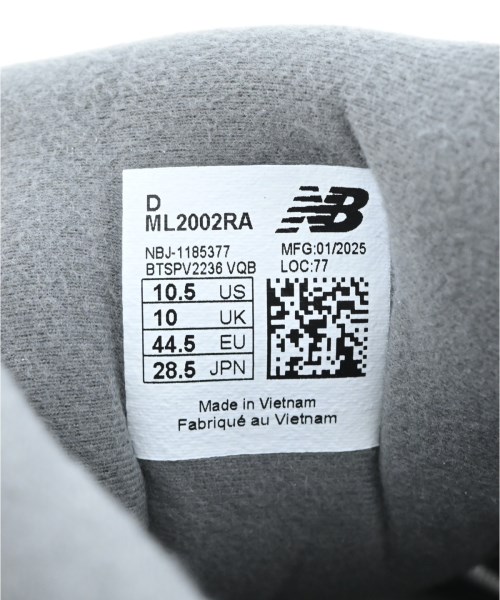 D
ML2002RA
NB
NBJ-1185377 MFG:01/2025
BTSPV2236 VQB LOC:77
10.5 US
10 UK
44.5 EU
28.5 JPN
Made in Vietnam
Fabriqué au Vietnam